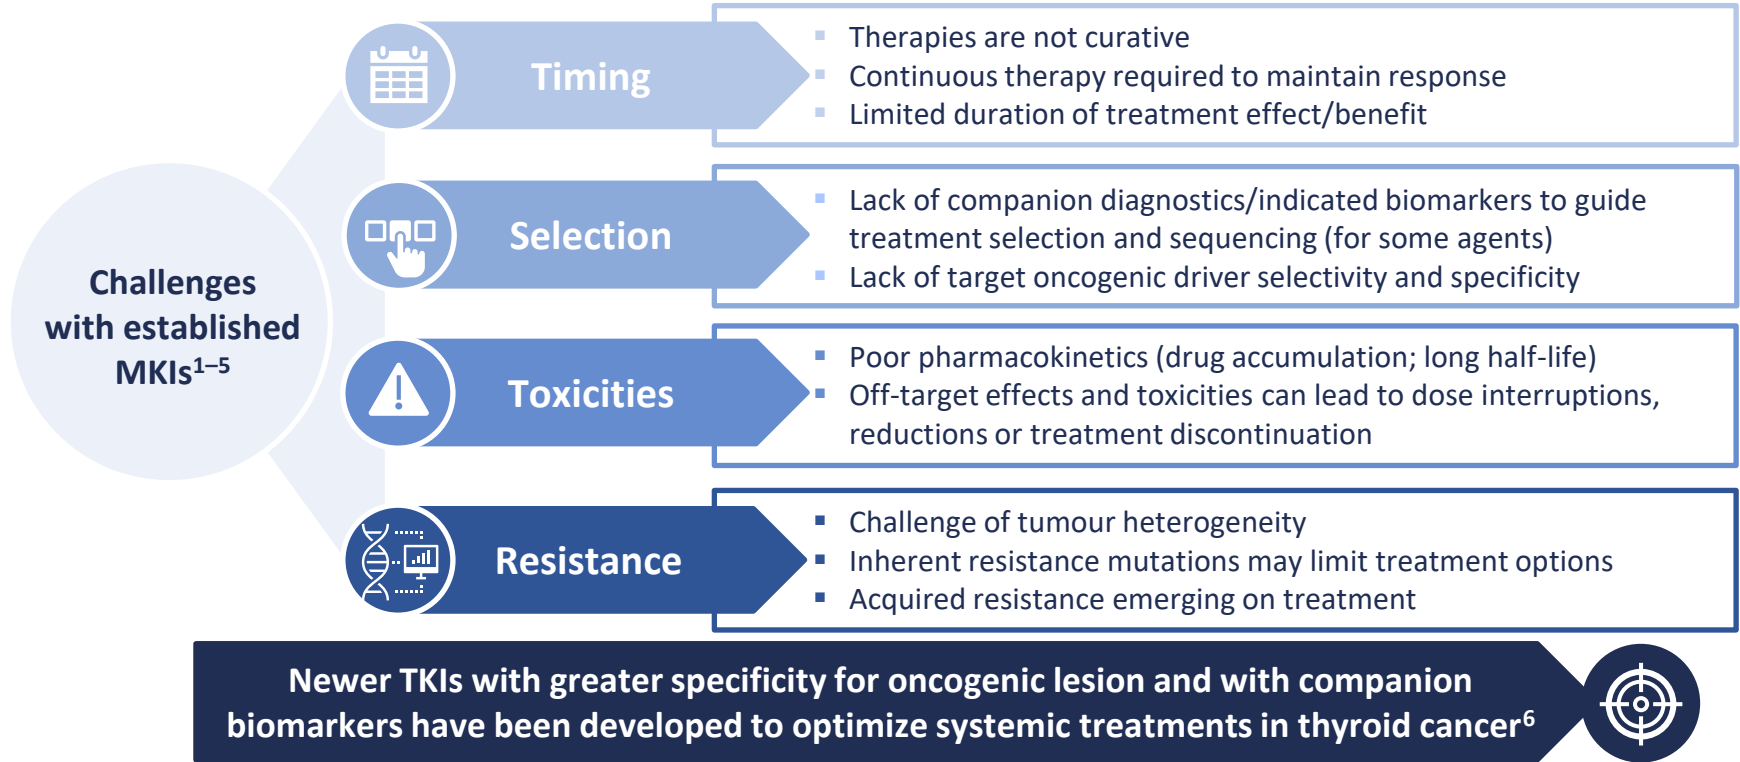 Challenges
with established
MKIs¹⁻⁵
Timing
▪ Therapies are not curative
▪ Continuous therapy required to maintain response
▪ Limited duration of treatment effect/benefit
Selection
▪ Lack of companion diagnostics/indicated biomarkers to guide
treatment selection and sequencing (for some agents)
▪ Lack of target oncogenic driver selectivity and specificity
Toxicities
▪ Poor pharmacokinetics (drug accumulation; long half-life)
▪ Off-target effects and toxicities can lead to dose interruptions,
reductions or treatment discontinuation
Resistance
▪ Challenge of tumour heterogeneity
▪ Inherent resistance mutations may limit treatment options
▪ Acquired resistance emerging on treatment
Newer TKIs with greater specificity for oncogenic lesion and with companion
biomarkers have been developed to optimize systemic treatments in thyroid cancer⁶